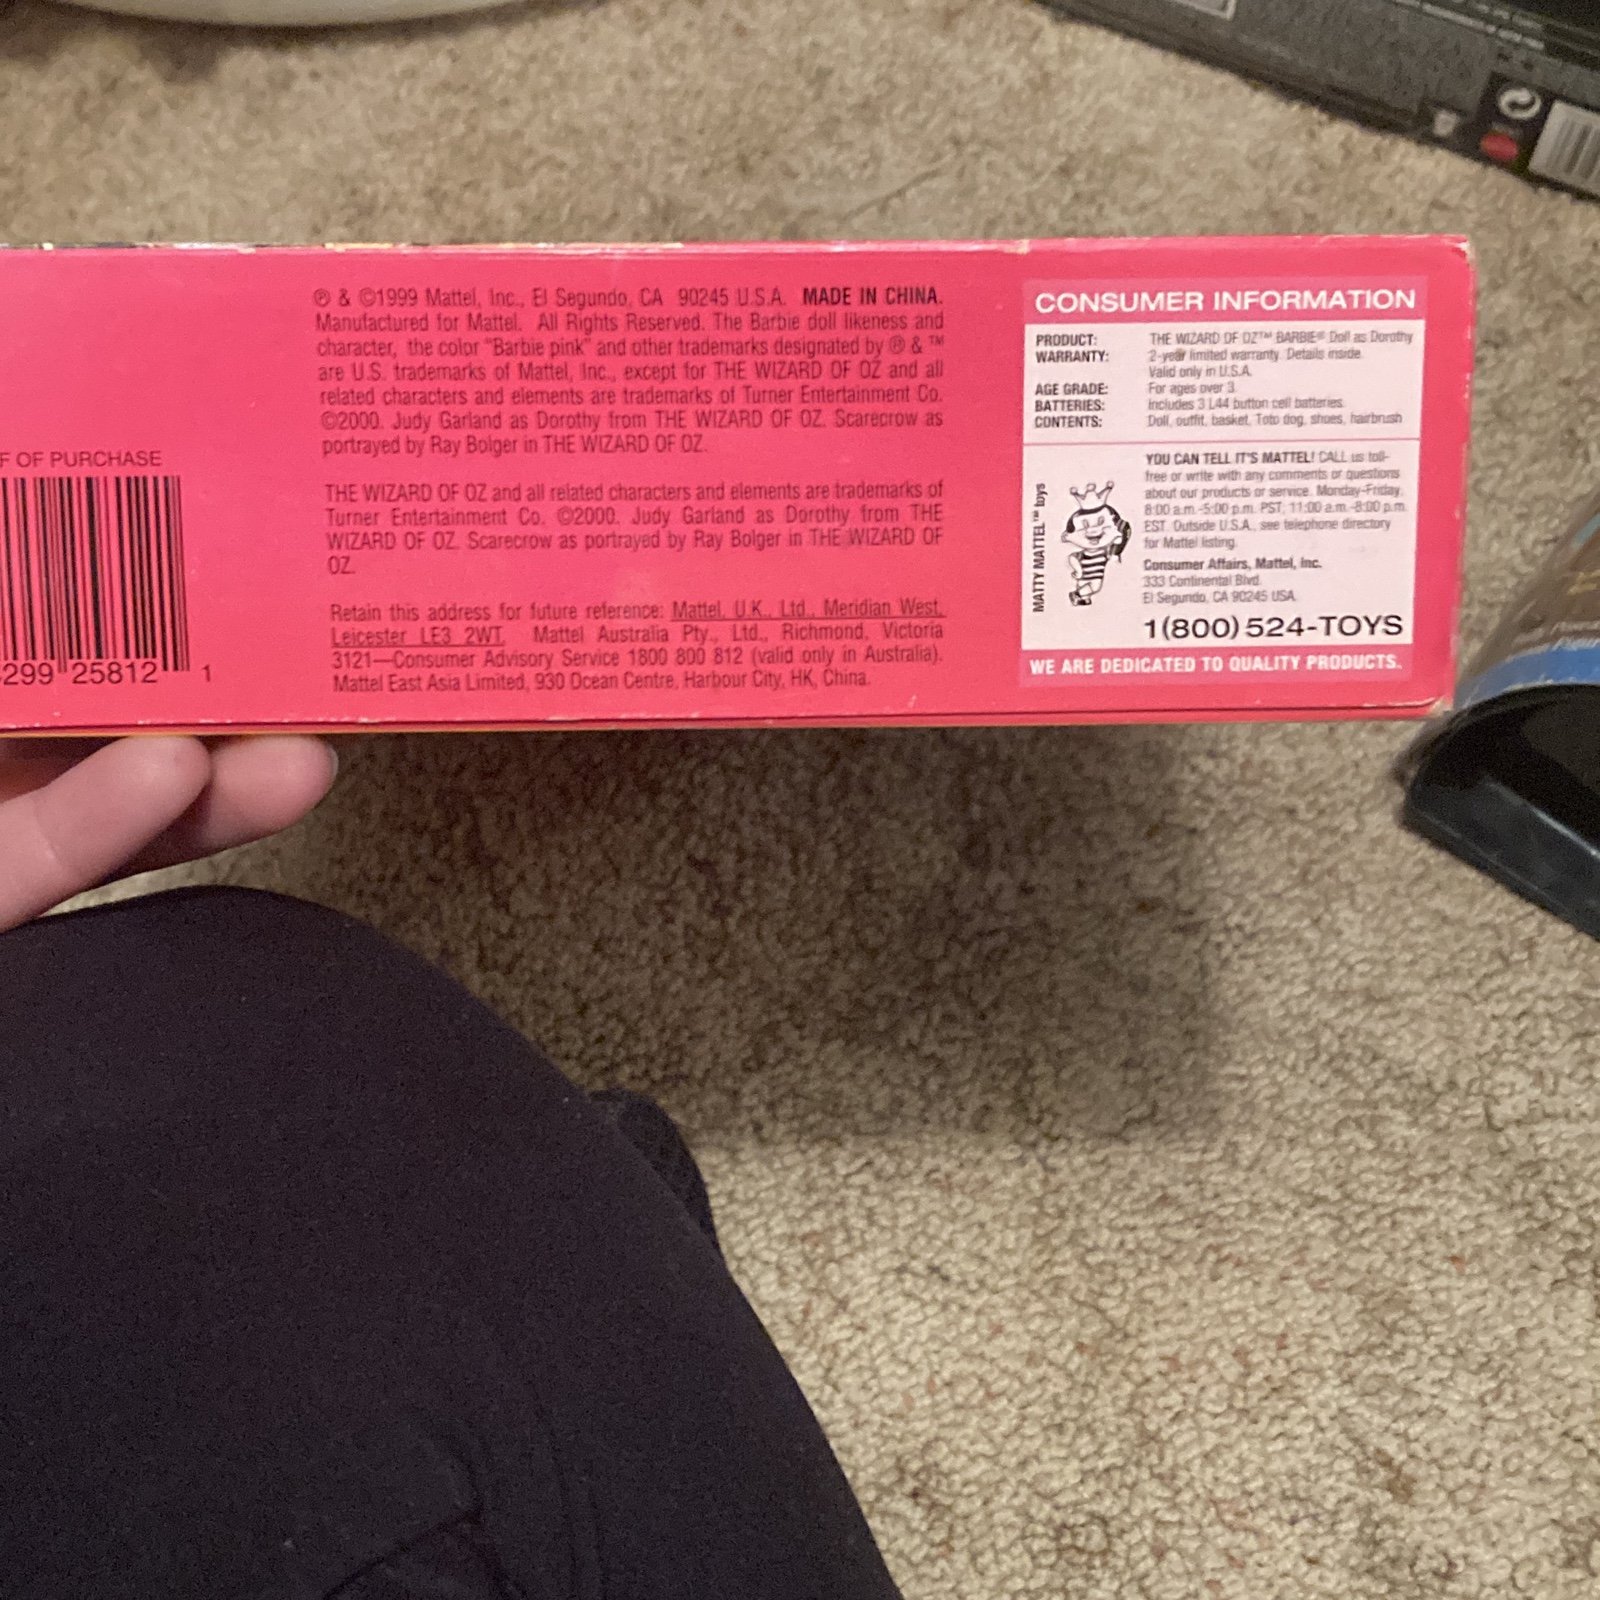 F OF PURCHASE
299 25812 1
℗ & ©1999 Mattel, Inc., El Segundo, CA 90245 U.S.A. MADE IN CHINA.
Manufactured for Mattel. All Rights Reserved. The Barbie doll likeness and
character, the color "Barbie pink" and other trademarks designated by ® & ™
are U.S. trademarks of Mattel, Inc., except for THE WIZARD OF OZ and all
related characters and elements are trademarks of Turner Entertainment Co.
©2000. Judy Garland as Dorothy from THE WIZARD OF OZ. Scarecrow as
portrayed by Ray Bolger in THE WIZARD OF OZ.
THE WIZARD OF OZ and all related characters and elements are trademarks of
Turner Entertainment Co. ©2000. Judy Garland as Dorothy from THE
WIZARD OF OZ. Scarecrow as portrayed by Ray Bolger in THE WIZARD OF
OZ.
Retain this address for future reference: Mattel, U.K., Ltd., Meridian West,
Leicester LE3 2WT. Mattel Australia Pty., Ltd., Richmond, Victoria
3121—Consumer Advisory Service 1800 800 812 (valid only in Australia).
Mattel East Asia Limited, 930 Ocean Centre, Harbour City, HK, China.
CONSUMER INFORMATION
PRODUCT: THE WIZARD OF OZ™ BARBIE® Doll as Dorothy
WARRANTY: 2-year limited warranty. Details inside.
Valid only in U.S.A.
AGE GRADE: For ages over 3.
BATTERIES: Includes 3 L44 button cell batteries.
CONTENTS: Doll, outfit, basket, Toto dog, shoes, hairbrush
MATTY MATTEL™ toys
YOU CAN TELL IT'S MATTEL! CALL us toll-
free or write with any comments or questions
about our products or service. Monday-Friday,
8:00 a.m.-5:00 p.m. PST; 11:00 a.m.-8:00 p.m.
EST. Outside U.S.A., see telephone directory
for Mattel listing.
Consumer Affairs, Mattel, Inc.
333 Continental Blvd.
El Segundo, CA 90245 USA.
1(800) 524-TOYS
WE ARE DEDICATED TO QUALITY PRODUCTS.